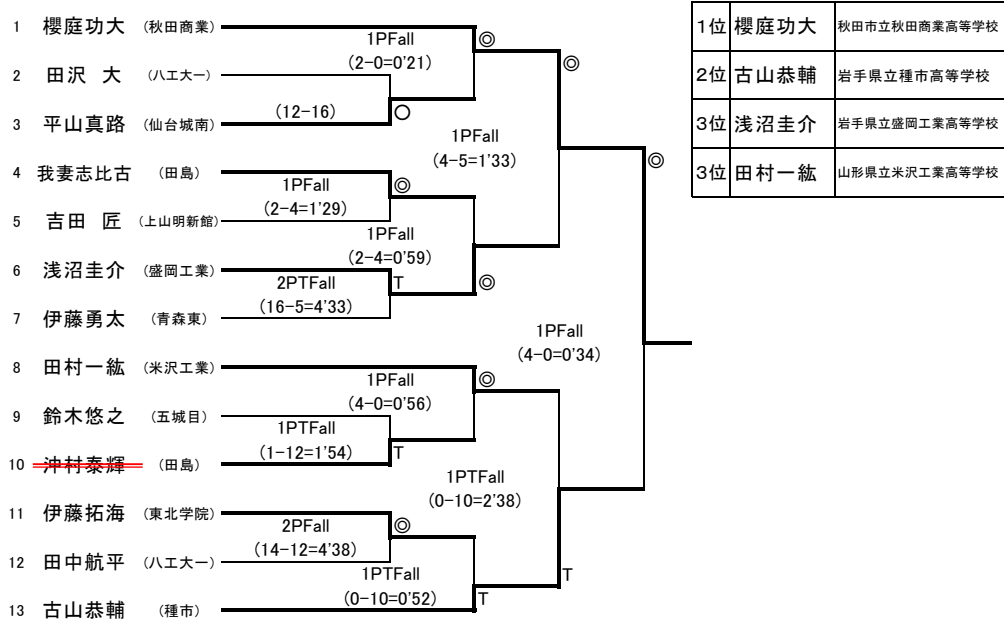 1 櫻庭功大 （秋田商業）
1PFall
(2-0=0'21)
◎
2 田沢 大 （八工大一）
(12-16)
○
3 平山真路 （仙台城南）
◎
1PFall
(4-5=1'33)
4 我妻志比古 （田島）
1PFall
(2-4=1'29)
◎
5 吉田 匠 （上山明新館）
1PFall
(2-4=0'59)
◎
6 浅沼圭介 （盛岡工業）
2PTFall
(16-5=4'33)
T
7 伊藤勇太 （青森東）
◎
1PFall
(4-0=0'34)
8 田村一紘 （米沢工業）
1PFall
(4-0=0'56)
◎
9 鈴木悠之 （五城目）
1PTFall
(1-12=1'54)
T
10 沖村泰輝 （田島）
1PTFall
(0-10=2'38)
T
11 伊藤拓海 （東北学院）
2PFall
(14-12=4'38)
◎
12 田中航平 （八工大一）
1PTFall
(0-10=0'52)
T
13 古山恭輔 （種市）
1位 櫻庭功大 秋田市立秋田商業高等学校
2位 古山恭輔 岩手県立種市高等学校
3位 浅沼圭介 岩手県立盛岡工業高等学校
3位 田村一紘 山形県立米沢工業高等学校